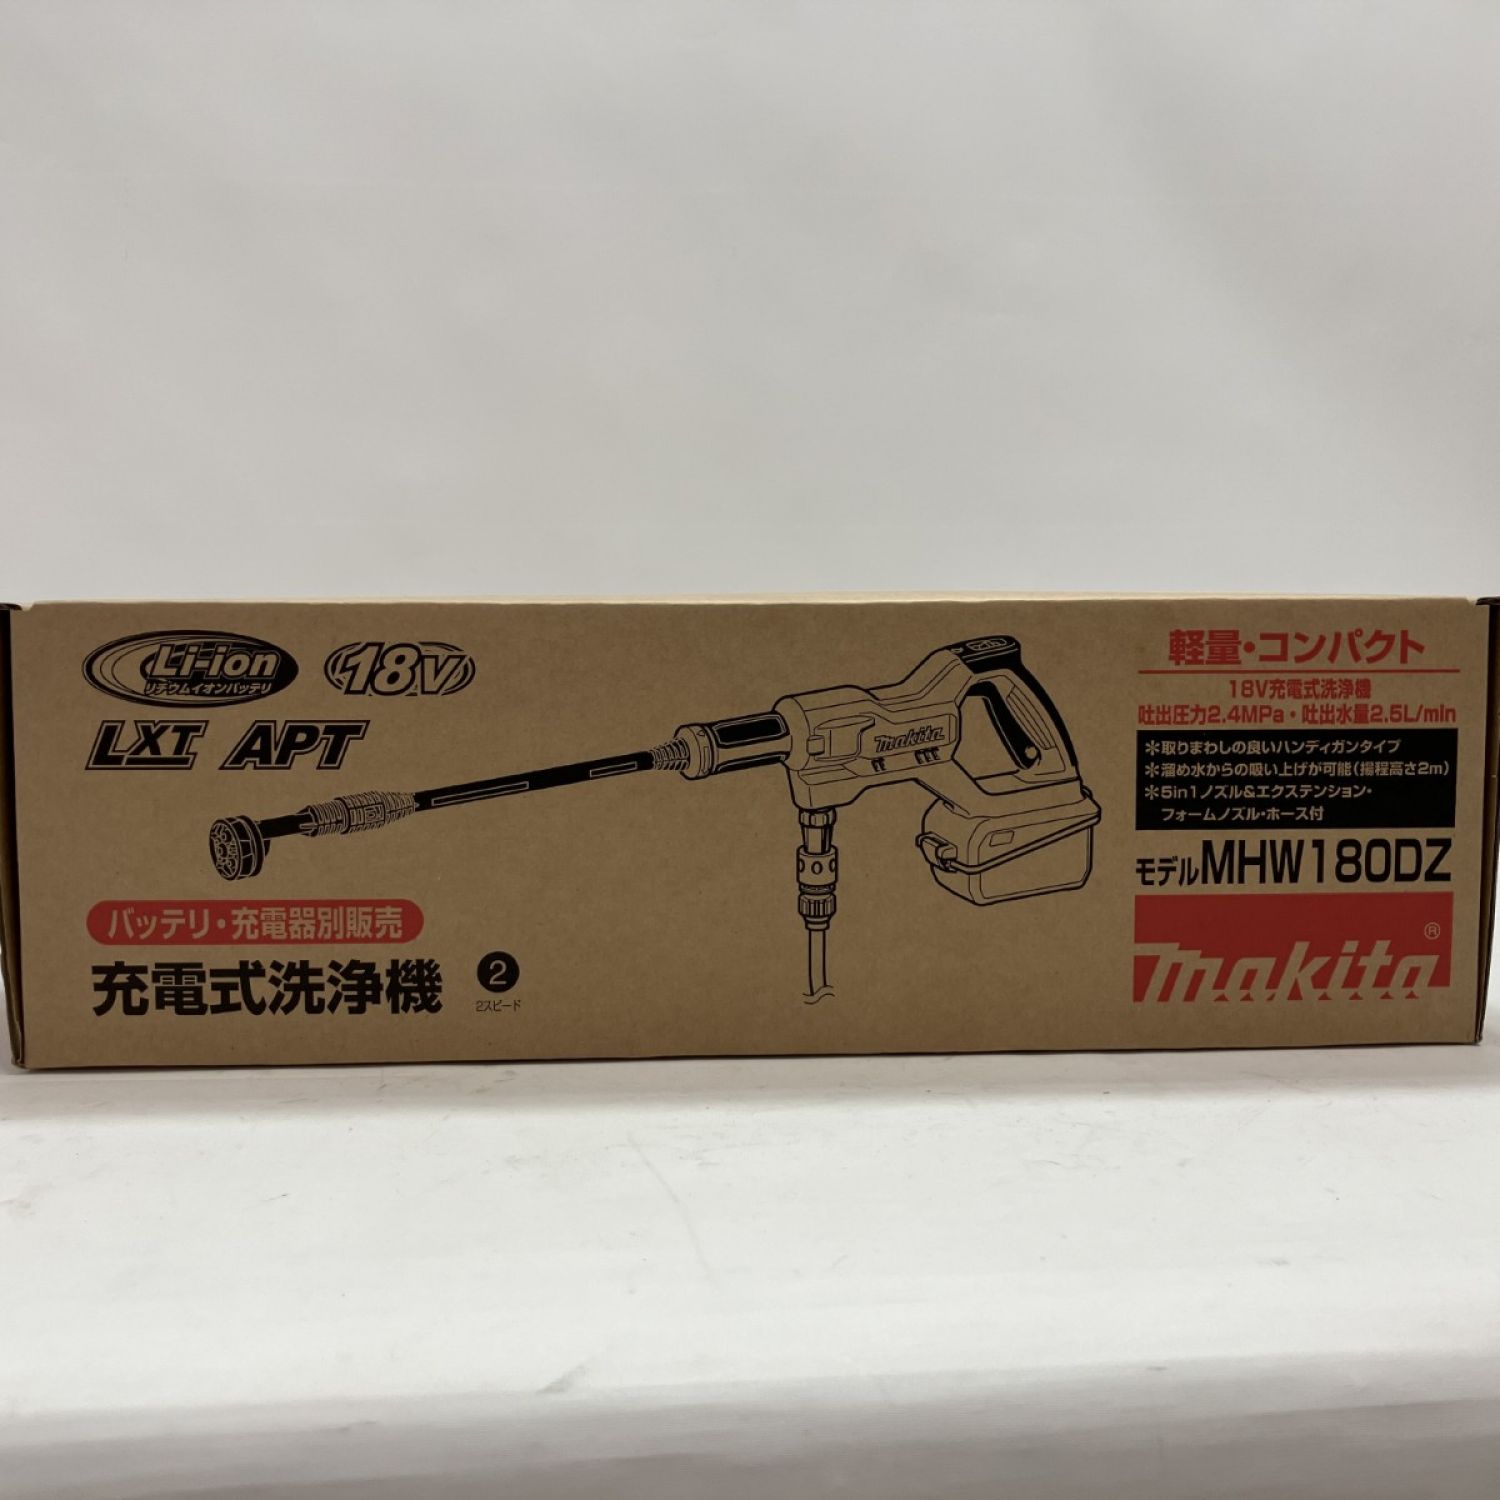 Li-ion
リチウムイオンバッテリ
18V
LXT APT
makita
バッテリ・充電器別販売
充電式洗浄機
2
2スピード
軽量・コンパクト
18V充電式洗浄機
吐出圧力2.4MPa・吐出水量2.5L/min
＊取りまわしの良いハンディガンタイプ
＊溜め水からの吸い上げが可能(揚程高さ2m)
＊5in1ノズル&エクステンション・
フォームノズル・ホース付
モデルMHW180DZ
makita®